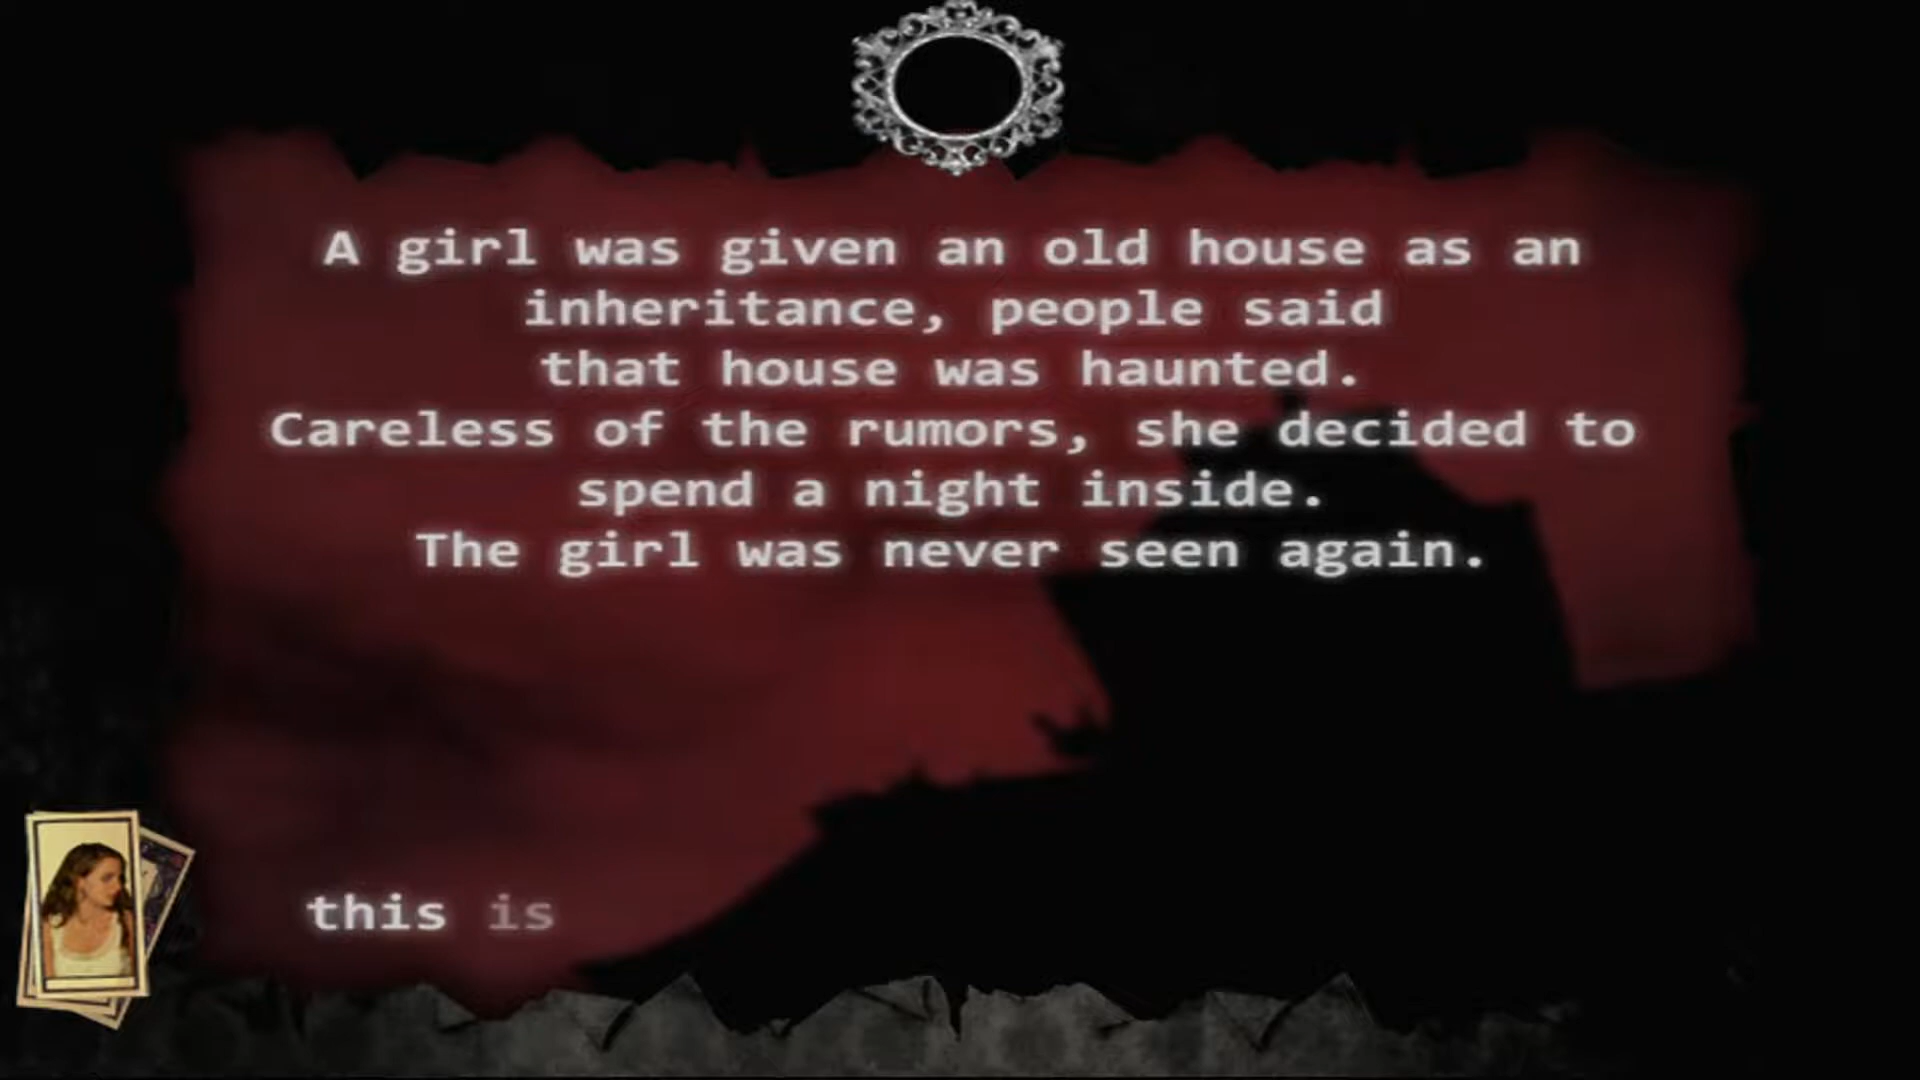 A girl was given an old house as an
inheritance, people said
that house was haunted.
Careless of the rumors, she decided to
spend a night inside.
The girl was never seen again.
this is